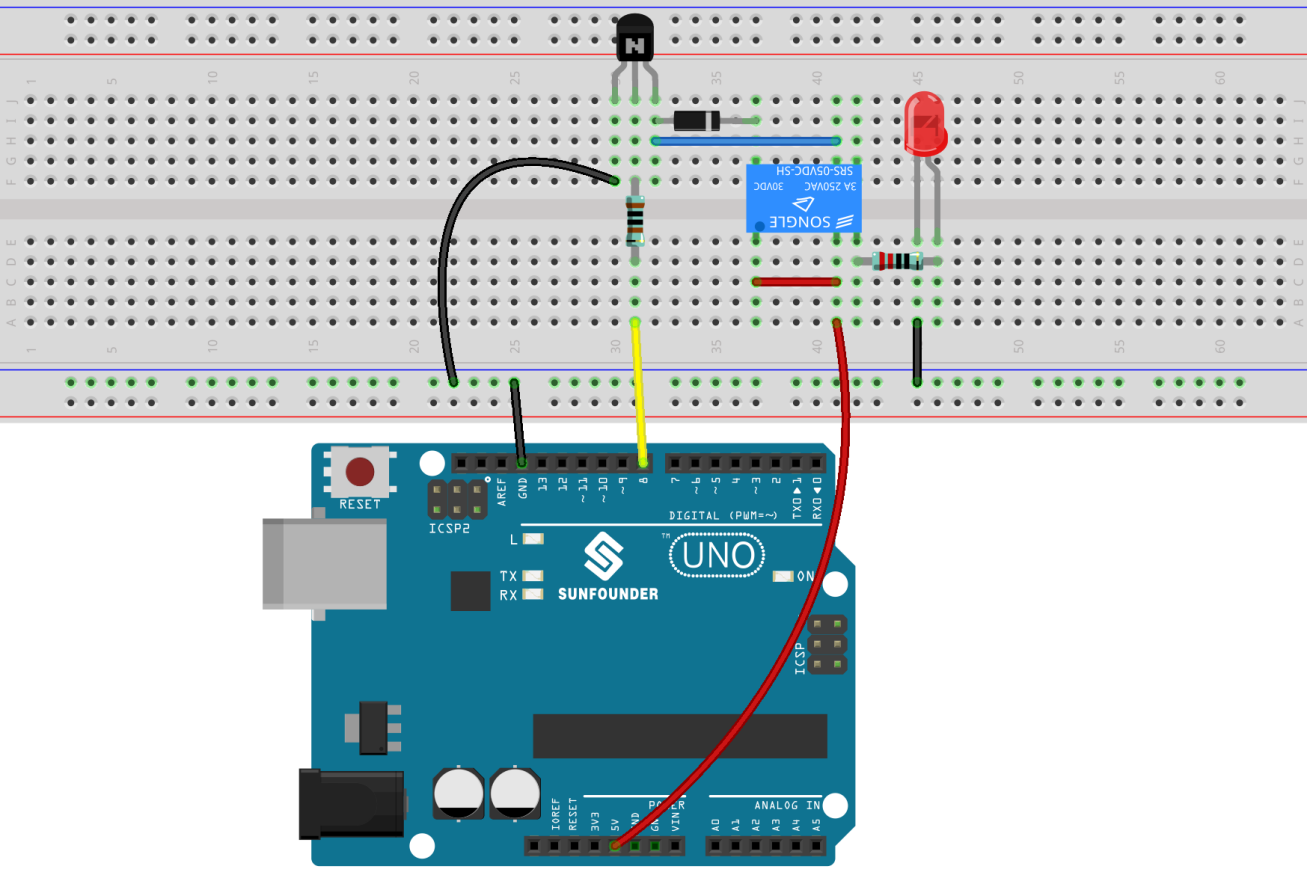 N
1 5 10 15 20 25 35 40 45 50 55 60
J J
I I
H H
G G
F F
SRS-05VDC-SH
3A 250VAC 30VDC
SONGLE
E E
D D
C C
B B
A A
1 5 10 15 20 25 30 35 40 45 50 55 60
RESET
ICSP2
AREF
GND
13
12
~11
~10
~9
8
7
~6
~5
4
~3
2
TX0▶1
RX0◀0
DIGITAL (PWM=~)
L
TX
RX
SUNFOUNDER
™
UNO
ON
ICSP
POWER
ANALOG IN
IOREF
RESET
3V3
5V
GND
GND
VIN
A0
A1
A2
A3
A4
A5